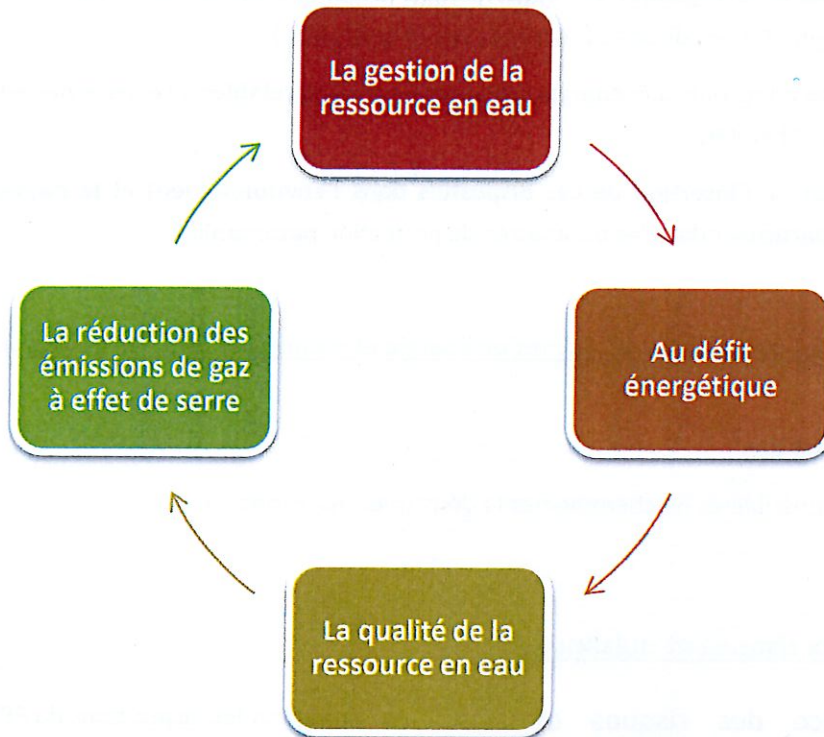 La gestion de la
ressource en eau
Au défit
énergétique
La qualité de la
ressource en eau
La réduction des
émissions de gaz
à effet de serre